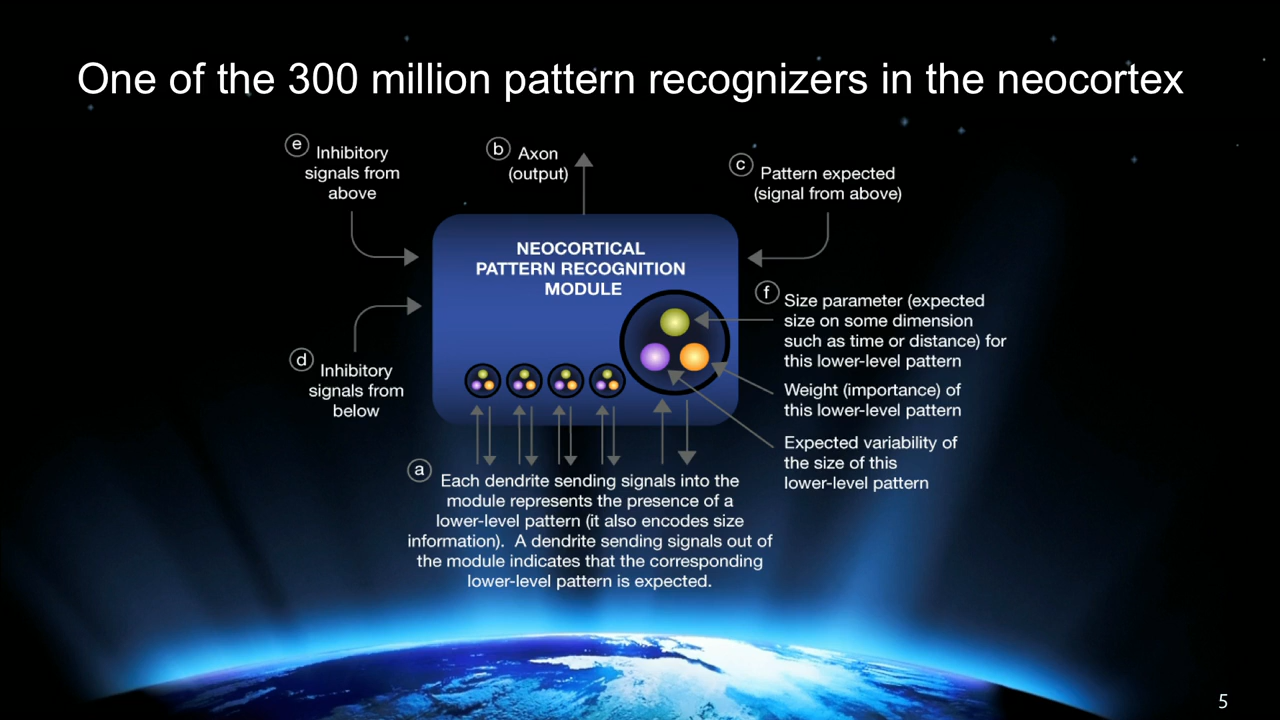 One of the 300 million pattern recognizers in the neocortex
e
Inhibitory
signals from
above
b
Axon
(output)
c
Pattern expected
(signal from above)
NEOCORTICAL
PATTERN RECOGNITION
MODULE
f
Size parameter (expected
size on some dimension
such as time or distance) for
this lower-level pattern
d
Inhibitory
signals from
below
Weight (importance) of
this lower-level pattern
Expected variability of
the size of this
lower-level pattern
a
Each dendrite sending signals into the
module represents the presence of a
lower-level pattern (it also encodes size
information).  A dendrite sending signals out of
the module indicates that the corresponding
lower-level pattern is expected.
5